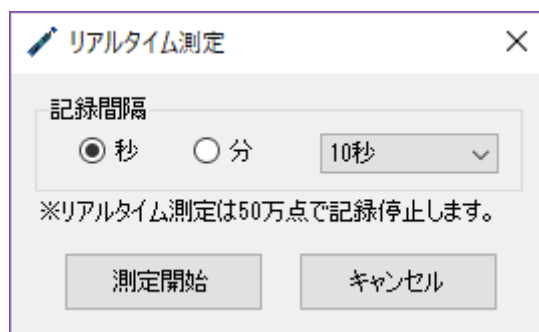 リアルタイム測定
記録間隔
秒 分 10秒
※リアルタイム測定は50万点で記録停止します。
測定開始 キャンセル